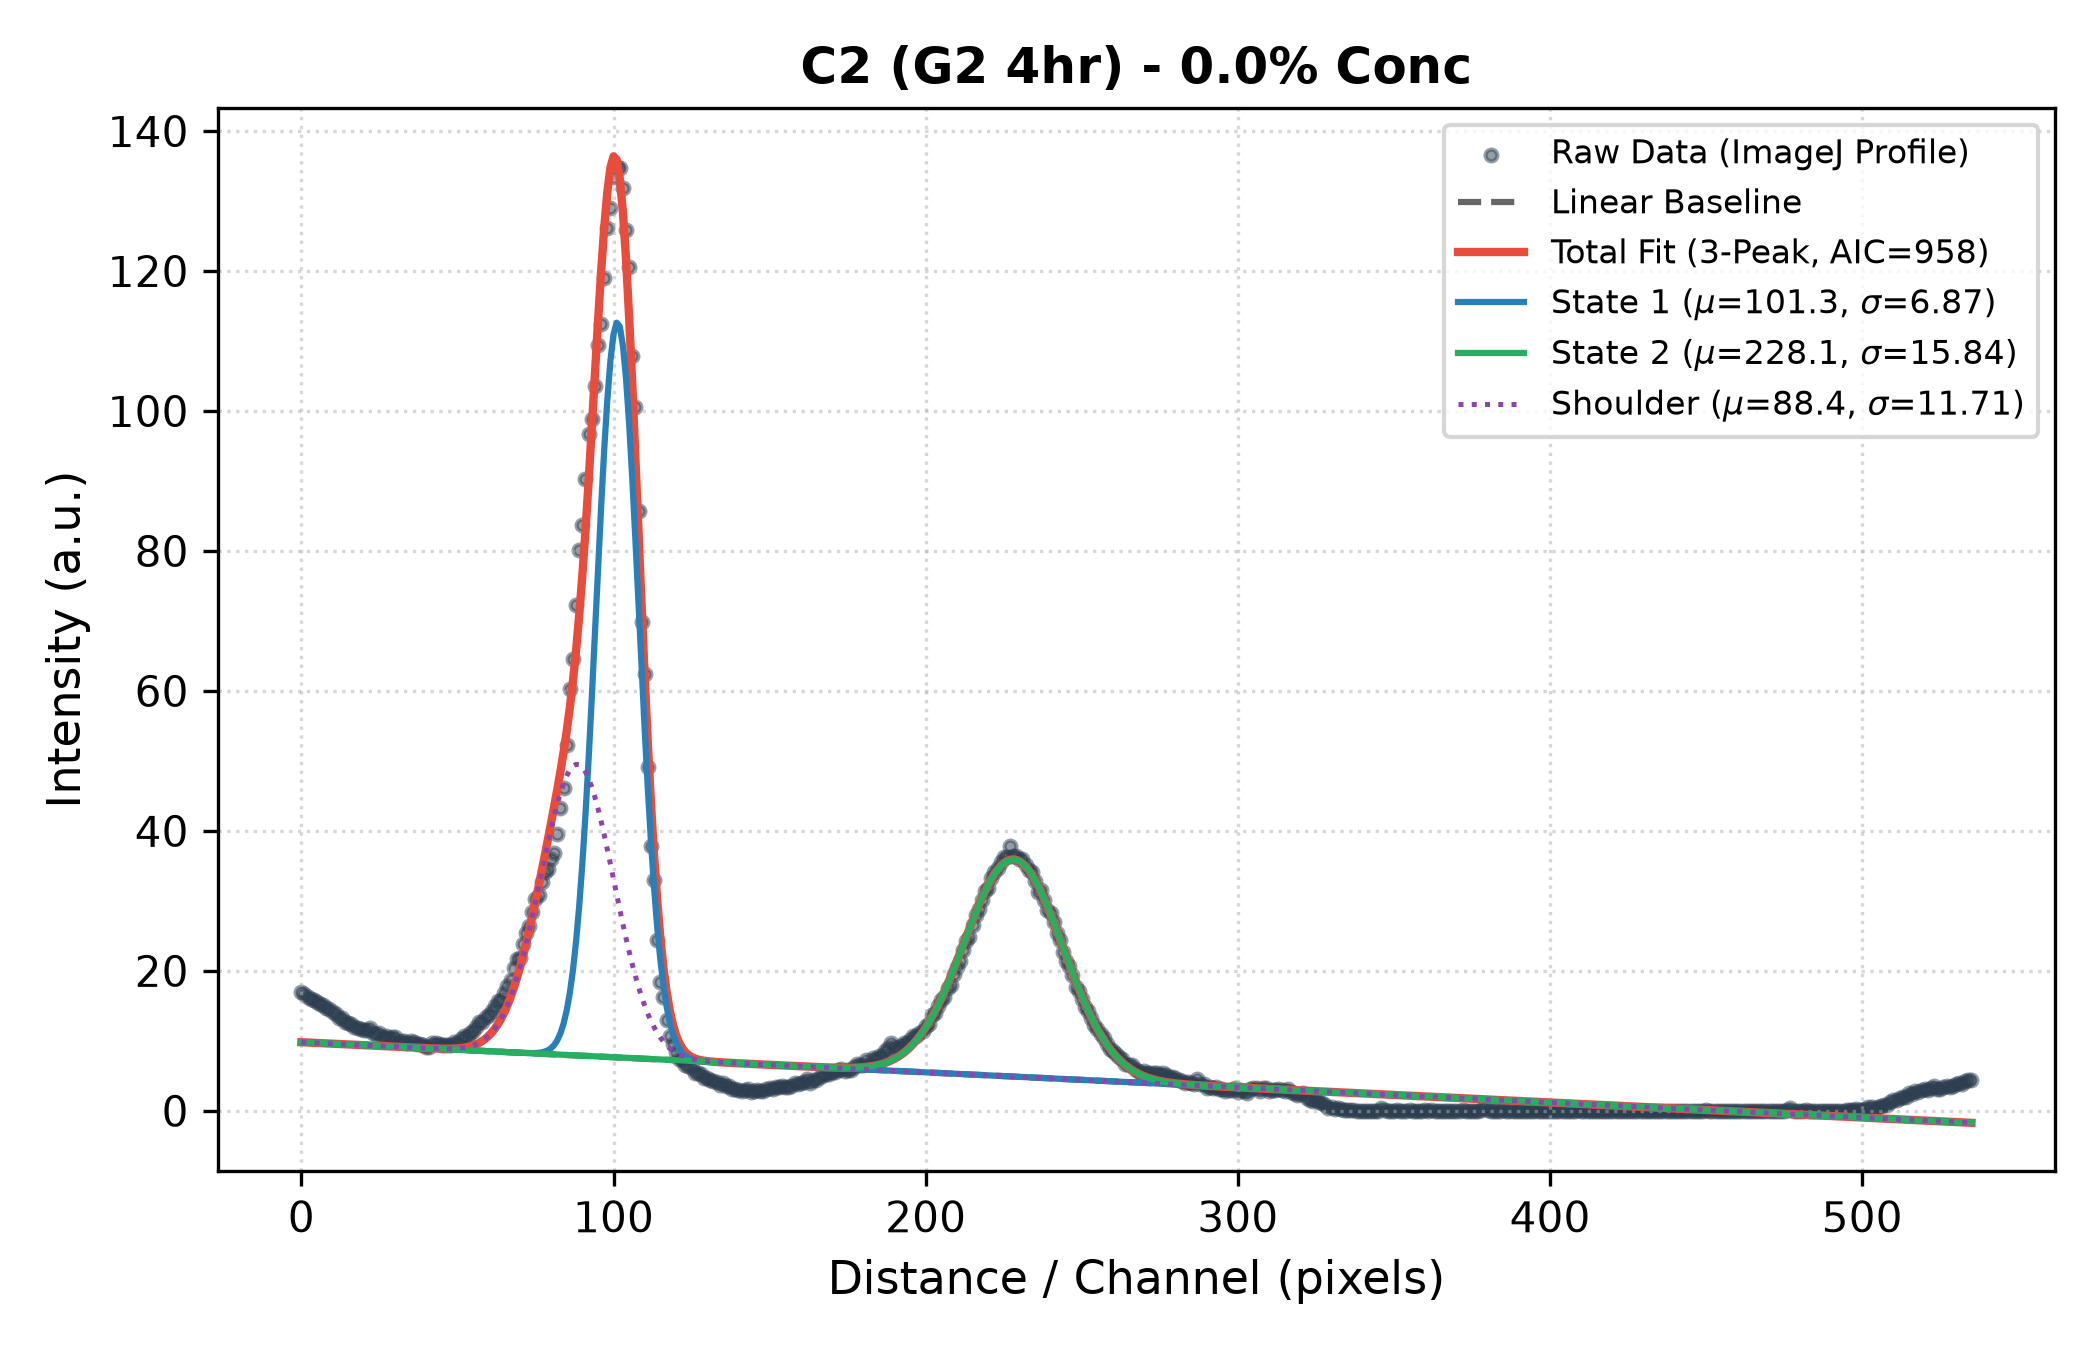 C2 (G2 4hr) - 0.0% Conc
Raw Data (ImageJ Profile)
Linear Baseline
Total Fit (3-Peak, AIC=958)
State 1 (μ=101.3, σ=6.87)
State 2 (μ=228.1, σ=15.84)
Shoulder (μ=88.4, σ=11.71)
Intensity (a.u.)
140
120
100
80
60
40
20
0
0 100 200 300 400 500
Distance / Channel (pixels)